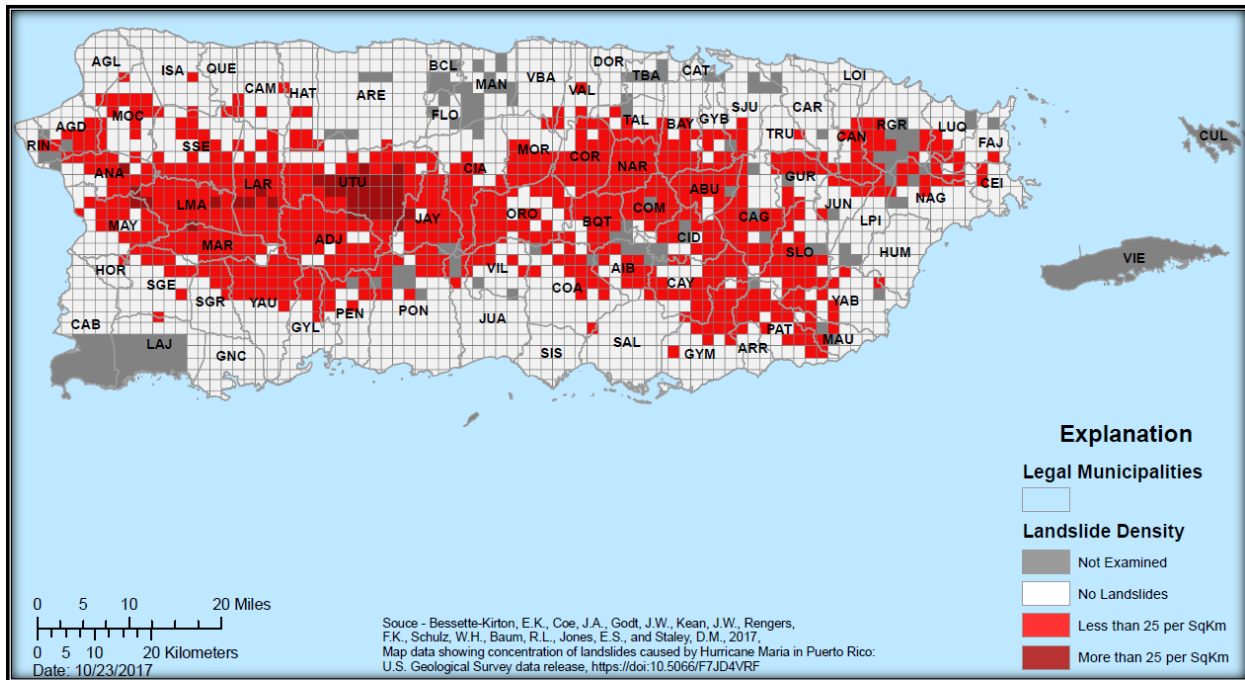 AGL
ISA
QUE
CAM
HAT
ARE
BCL
MAN
VBA
DOR
TBA
CAT
LOI
VAL
FLO
SJU
CAR
MOC
AGD
RIN
SSE
TAL
BAY
GYB
TRU
CAN
RGR
LUQ
FAJ
CUL
MOR
COR
NAR
CIA
ANA
LAR
UTU
GUR
CEI
ABU
NAG
JUN
LMA
COM
CAG
LPI
MAY
JAY
ORO
BQT
CID
MAR
ADJ
SLO
HUM
VIE
HOR
SGE
VIL
AIB
CAY
COA
SGR
YAU
YAB
PEN
PON
JUA
CAB
GYL
PAT
MAU
LAJ
GNC
SIS
SAL
GYM
ARR
Explanation
Legal Municipalities
Landslide Density
Not Examined
No Landslides
Less than 25 per SqKm
More than 25 per SqKm
0 5 10 20 Miles
0 5 10 20 Kilometers
Date: 10/23/2017
Souce - Bessette-Kirton, E.K., Coe, J.A., Godt, J.W., Kean, J.W., Rengers,
F.K., Schulz, W.H., Baum, R.L., Jones, E.S., and Staley, D.M., 2017,
Map data showing concentration of landslides caused by Hurricane Maria in Puerto Rico:
U.S. Geological Survey data release, https://doi:10.5066/F7JD4VRF